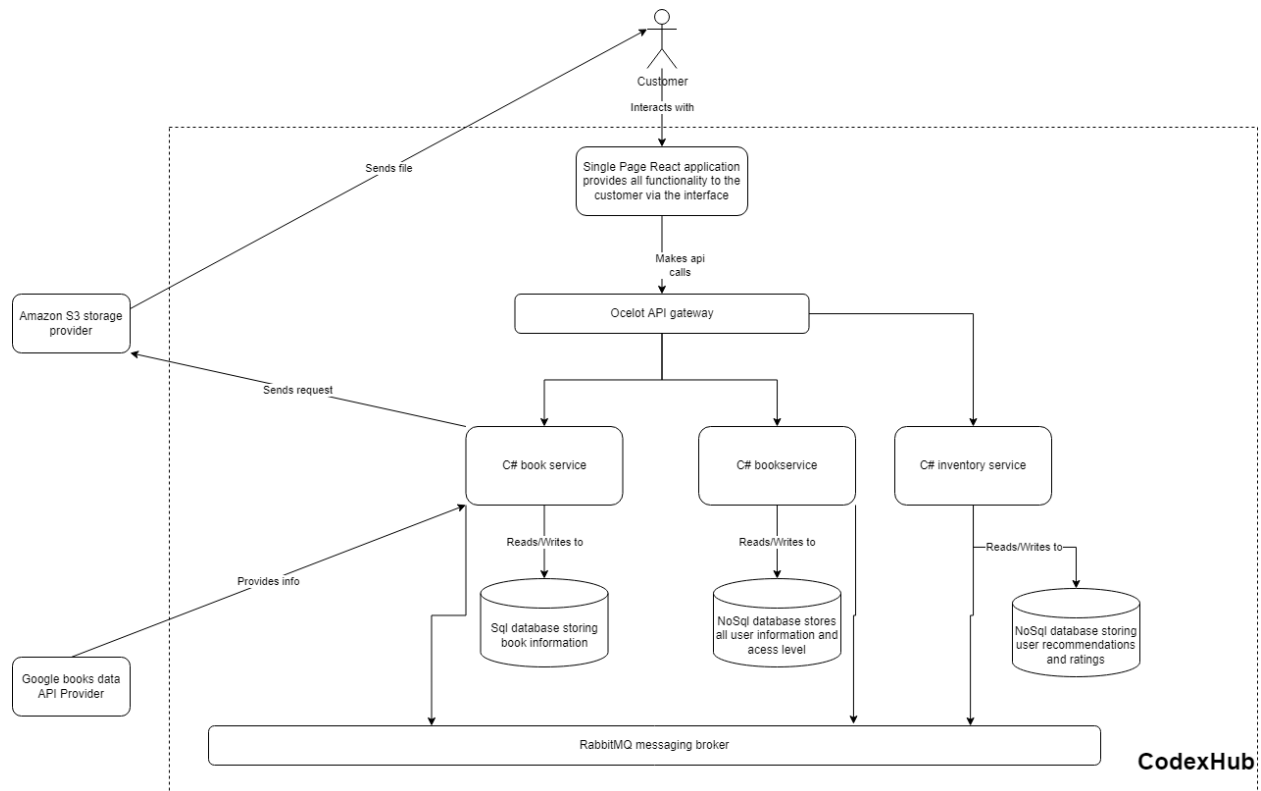 Customer
Interacts with
Sends file
Single Page React application
provides all functionality to the
customer via the interface
Makes api
calls
Amazon S3 storage
provider
Ocelot API gateway
Sends request
C# book service
C# bookservice
C# inventory service
Reads/Writes to
Reads/Writes to
Reads/Writes to
Provides info
Sql database storing
book information
NoSql database stores
all user information and
acess level
NoSql database storing
user recommendations
and ratings
Google books data
API Provider
RabbitMQ messaging broker
CodexHub